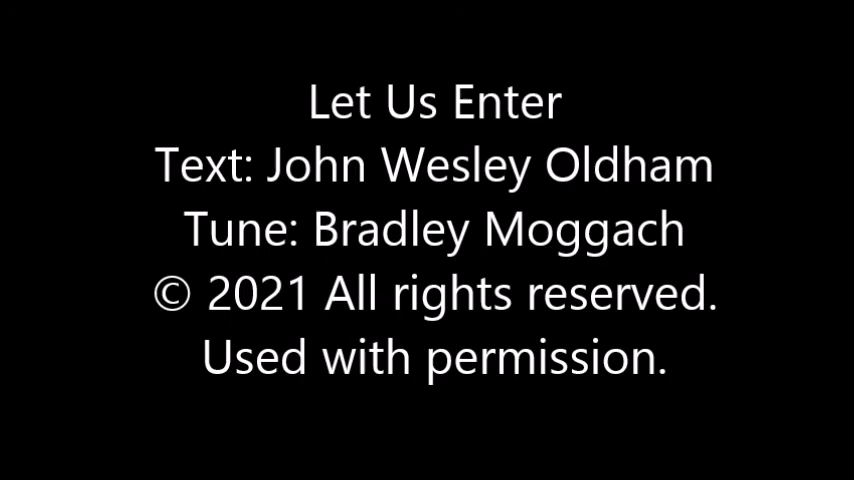 Let Us Enter
Text: John Wesley Oldham
Tune: Bradley Moggach
© 2021 All rights reserved.
Used with permission.